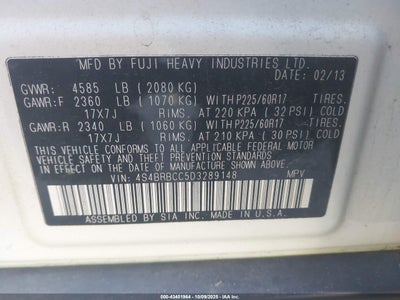 MFD BY FUJI HEAVY INDUSTRIES LTD.
DATE 02/13
GVWR: 4585 LB (2080 KG)
GAWR:F 2360 LB (1070 KG) WITH P225/60R17 TIRES.
17X7J RIMS. AT 220 KPA (32 PSI) COLD
GAWR:R 2340 LB (1060 KG) WITH P225/60R17 TIRES.
17X7J RIMS. AT 210 KPA (30 PSI) COLD
THIS VEHICLE CONFORMS TO ALL APPLICABLE FEDERAL MOTOR
VEHICLE SAFETY, BUMPER, AND THEFT PREVENTION STANDARDS
IN EFFECT ON THE DATE OF MANUFACTURE SHOWN ABOVE.
VIN: 4S4BRBCC5D3289148 MPV
ASSEMBLED BY SIA INC. MADE IN U.S.A.
000-43401964 - 10/09/2025 - iaai.com